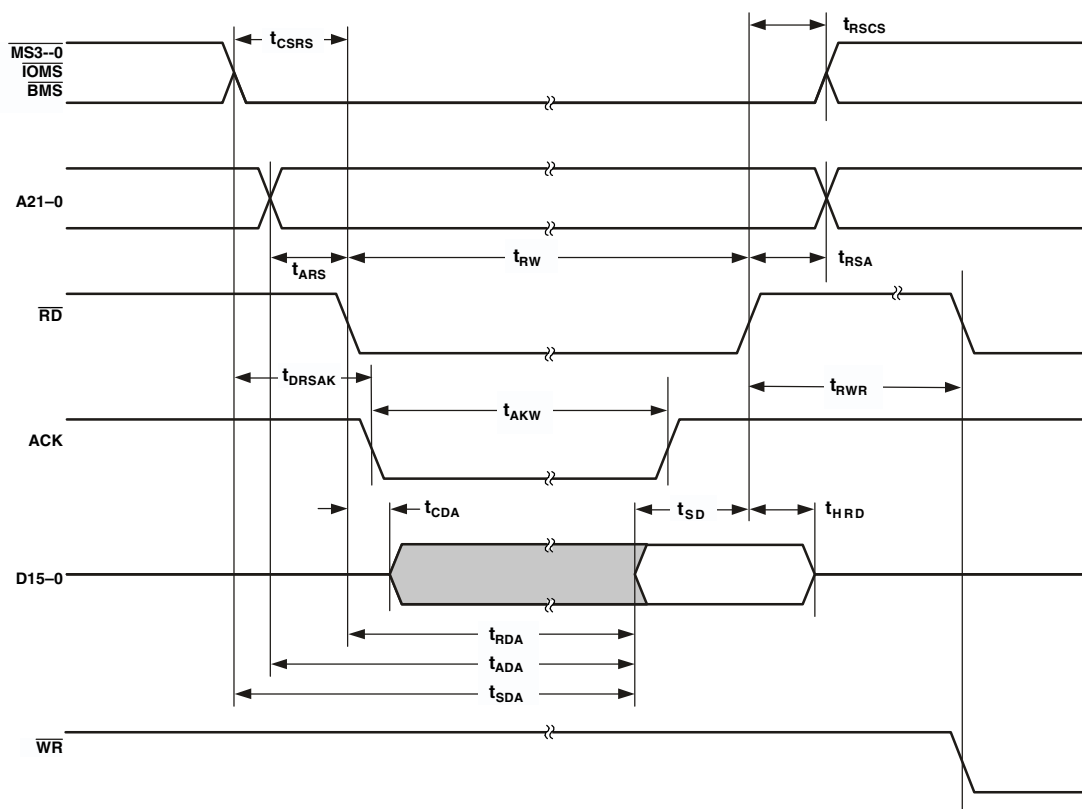 tCSRS
tRSCS
MS3--0
IOMS
BMS
A21–0
tARS
tRW
tRSA
RD
tDRSAK
tAKW
tRWR
ACK
tCDA
tSD
tHRD
D15–0
tRDA
tADA
tSDA
WR